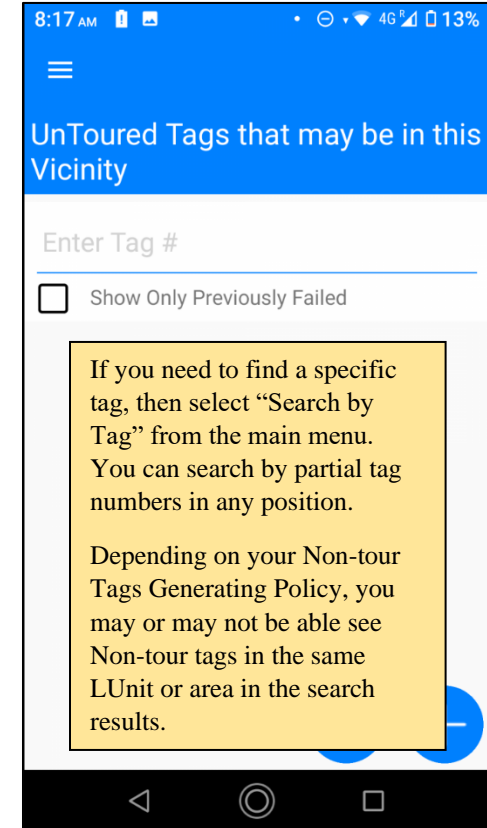 8:17 AM 4G R 13%
UnToured Tags that may be in this
Vicinity
Enter Tag #
Show Only Previously Failed
If you need to find a specific
tag, then select “Search by
Tag” from the main menu.
You can search by partial tag
numbers in any position.
Depending on your Non-tour
Tags Generating Policy, you
may or may not be able see
Non-tour tags in the same
LUnit or area in the search
results.